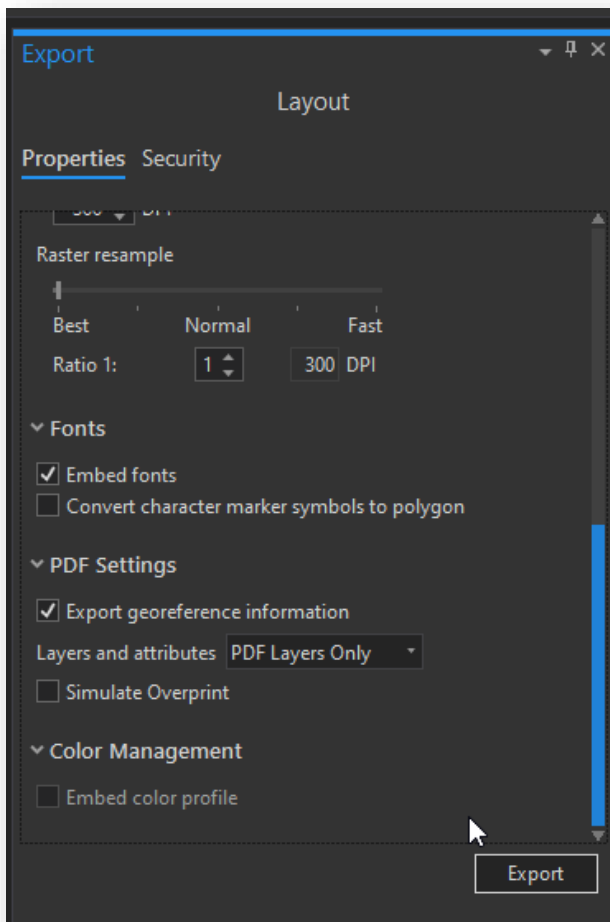 Export
Layout
Properties Security
DPI
Raster resample
Best Normal Fast
Ratio 1: 1 300 DPI
Fonts
Embed fonts
Convert character marker symbols to polygon
PDF Settings
Export georeference information
Layers and attributes PDF Layers Only
Simulate Overprint
Color Management
Embed color profile
Export